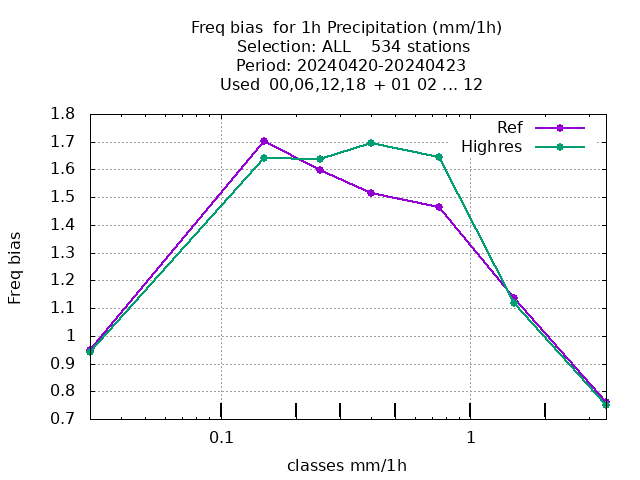 Freq bias  for 1h Precipitation (mm/1h)
Selection: ALL    534 stations
Period: 20240420-20240423
Used  00,06,12,18  + 01 02 ... 12
1.8
1.7
1.6
1.5
1.4
1.3
1.2
1.1
1
0.9
0.8
0.7
Freq bias
Ref
Highres
0.1
1
classes mm/1h